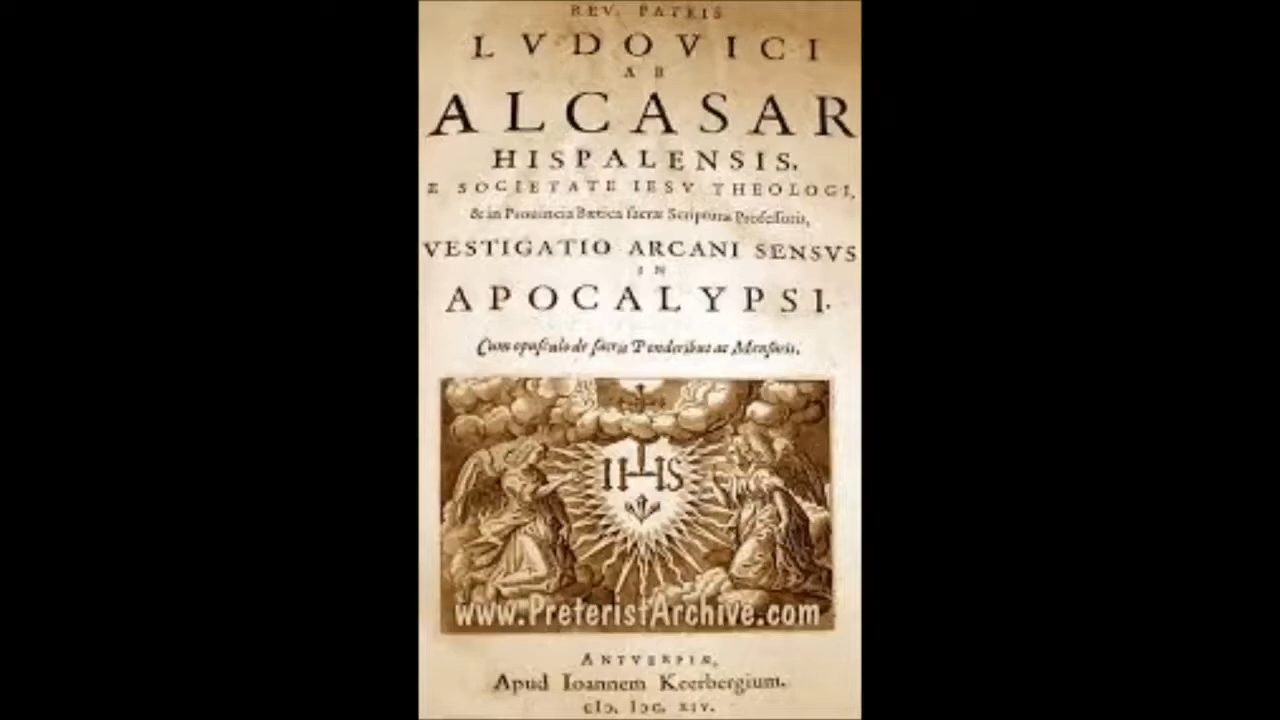 REV. PATRIS
LVDOVICI
AB
ALCASAR
HISPALENSIS,
E SOCIETATE IESV THEOLOGI,
& in Prouincia Bætica sacræ Scripturæ Professoris,
VESTIGATIO ARCANI SENSVS
IN
APOCALYPSI.
Cum opusculo de sacris Ponderibus ac Mensuris.
IHS
www.PreteristArchive.com
ANTVERPIÆ,
Apud Ioannem Keerbergium.
cIɔ. Iɔc. XIV.